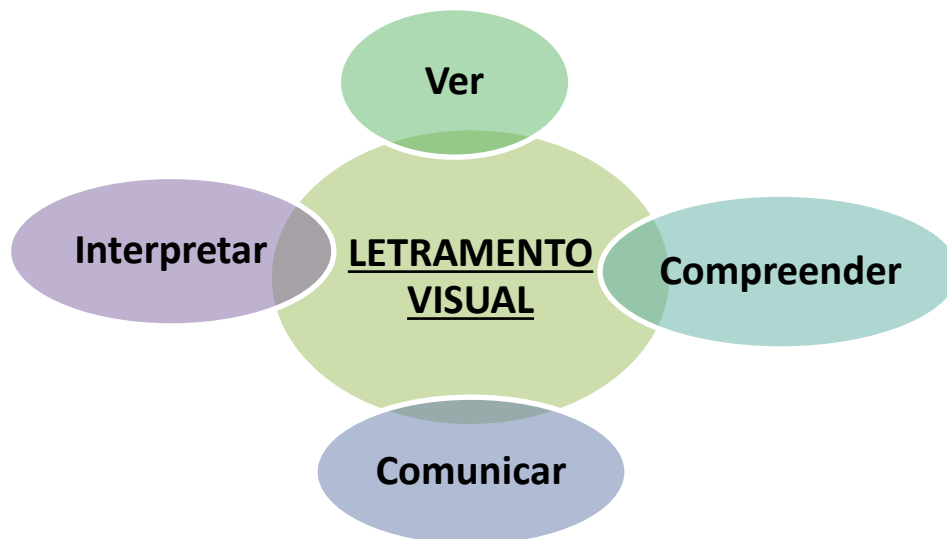 Ver
Interpretar
LETRAMENTO
VISUAL
Compreender
Comunicar